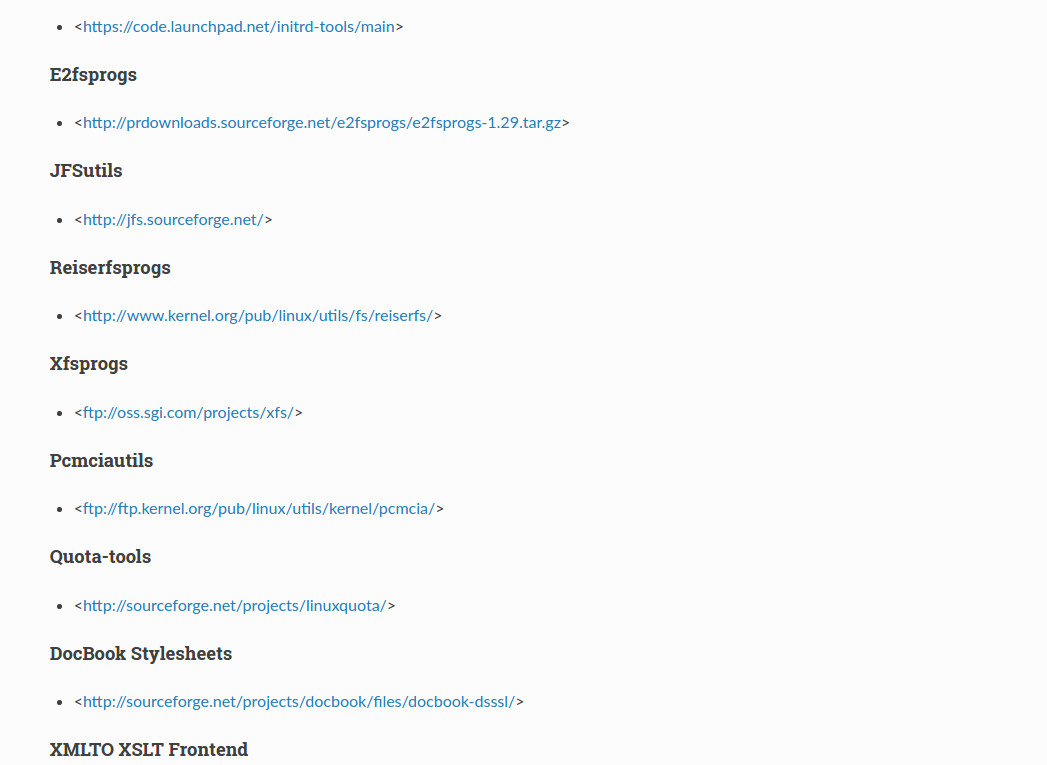 • <https://code.launchpad.net/initrd-tools/main>
E2fsprogs
• <http://prdownloads.sourceforge.net/e2fsprogs/e2fsprogs-1.29.tar.gz>
JFSutils
• <http://jfs.sourceforge.net/>
Reiserfsprogs
• <http://www.kernel.org/pub/linux/utils/fs/reiserfs/>
Xfsprogs
• <ftp://oss.sgi.com/projects/xfs/>
Pcmciautils
• <ftp://ftp.kernel.org/pub/linux/utils/kernel/pcmcia/>
Quota-tools
• <http://sourceforge.net/projects/linuxquota/>
DocBook Stylesheets
• <http://sourceforge.net/projects/docbook/files/docbook-dsssl/>
XMLTO XSLT Frontend